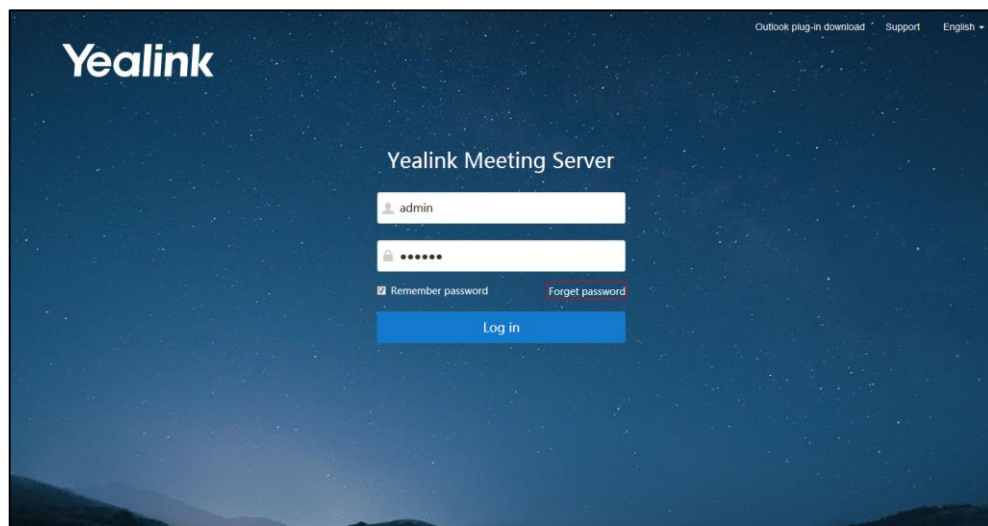 Outlook plug-in download Support English
Yealink
Yealink Meeting Server
admin
••••••
Remember password Forget password
Log in